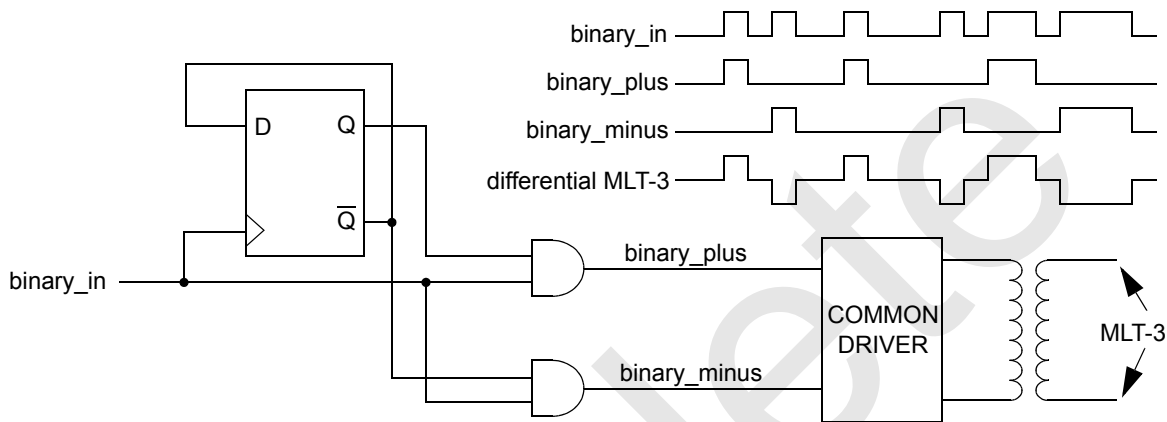 binary_in
binary_plus
binary_minus
differential MLT-3
D
Q
Q
binary_in
binary_plus
binary_minus
COMMON
DRIVER
MLT-3